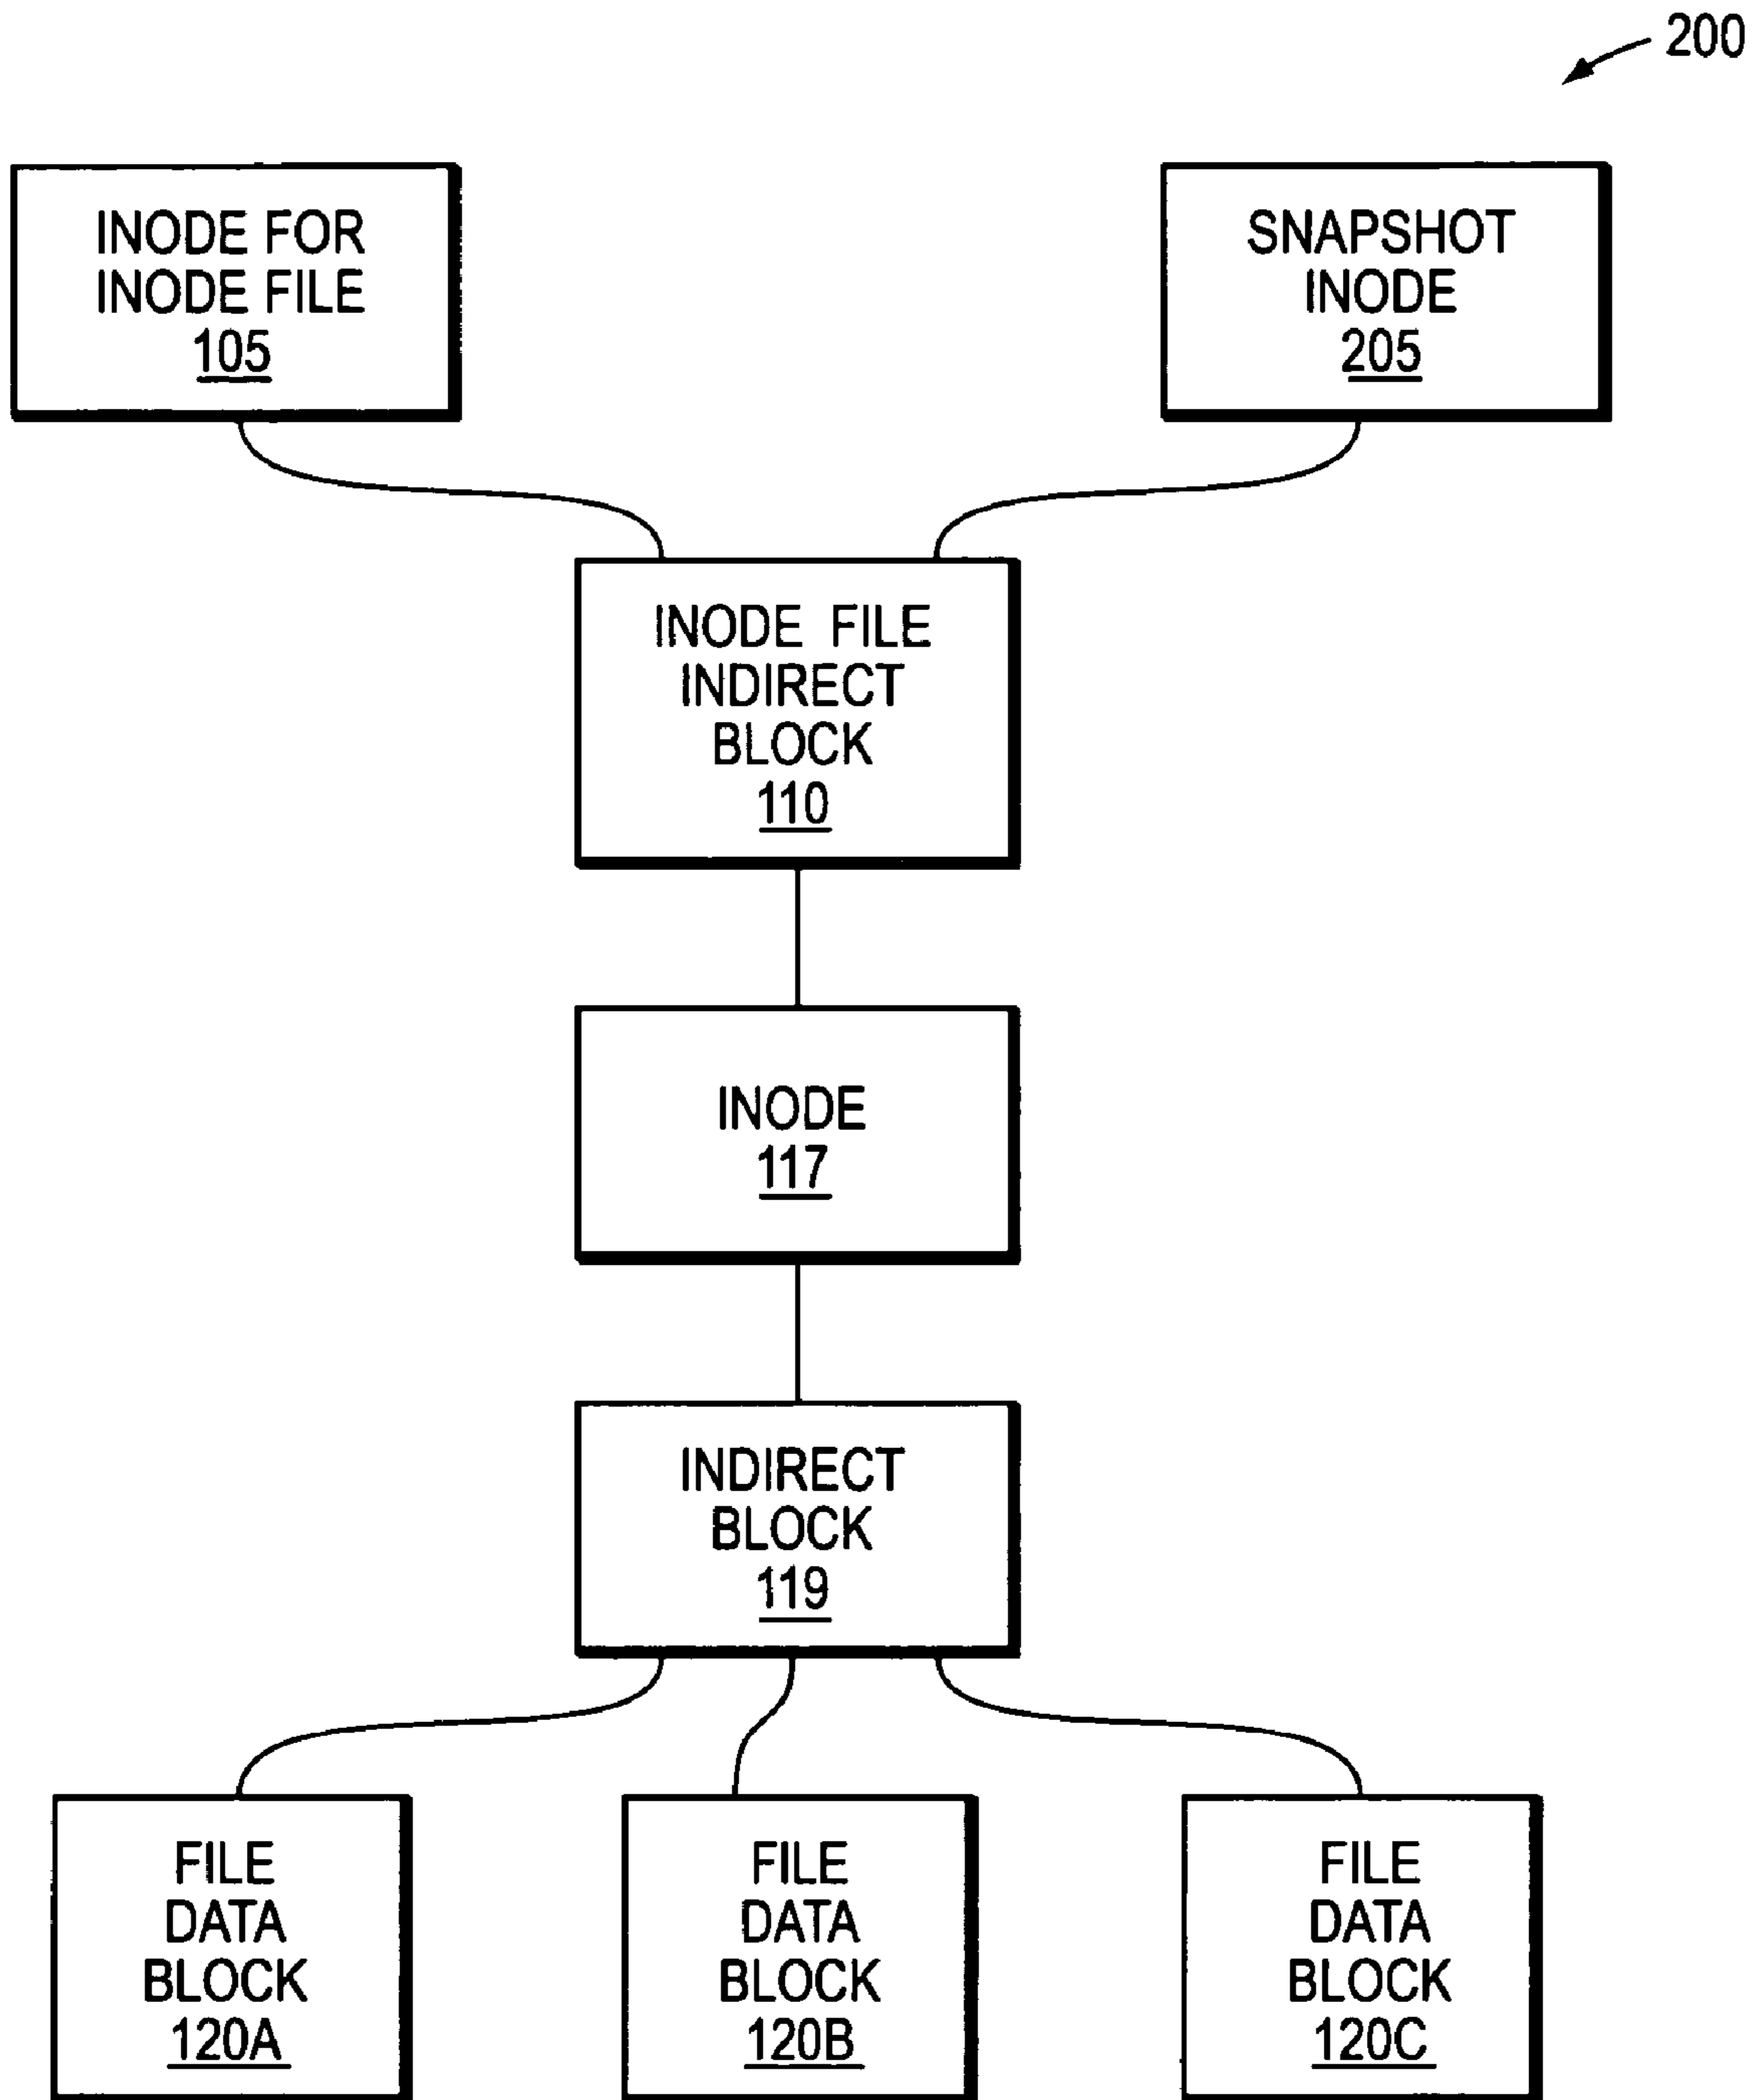 200
INODE FOR
INODE FILE
105
SNAPSHOT
INODE
205
INODE FILE
INDIRECT
BLOCK
110
INODE
117
INDIRECT
BLOCK
119
FILE
DATA
BLOCK
120A
FILE
DATA
BLOCK
120B
FILE
DATA
BLOCK
120C